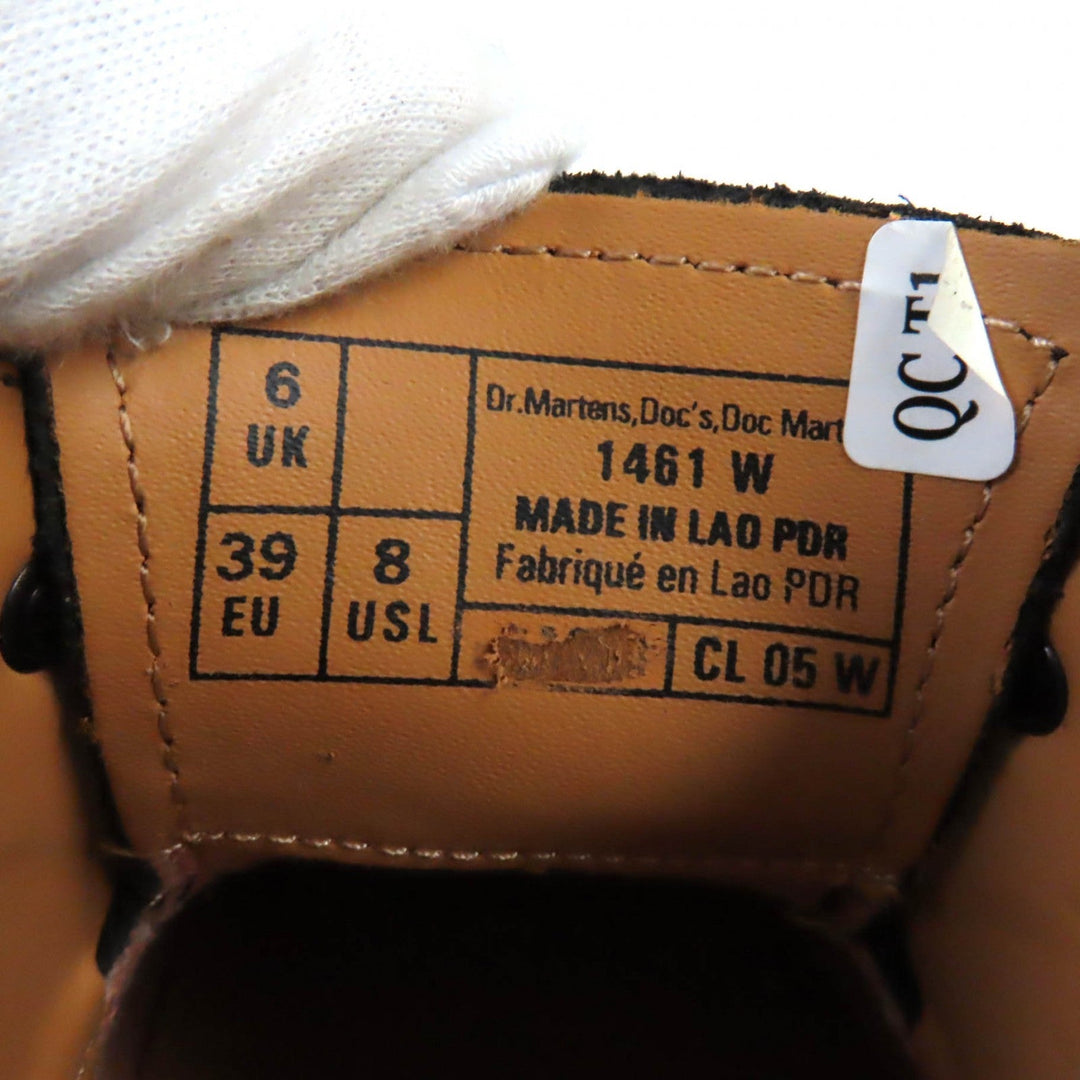 6
UK
39
EU
8
USL
Dr.Martens,Doc's,Doc Mart
1461 W
MADE IN LAO PDR
Fabriqué en Lao PDR
CL 05 W
QC T1